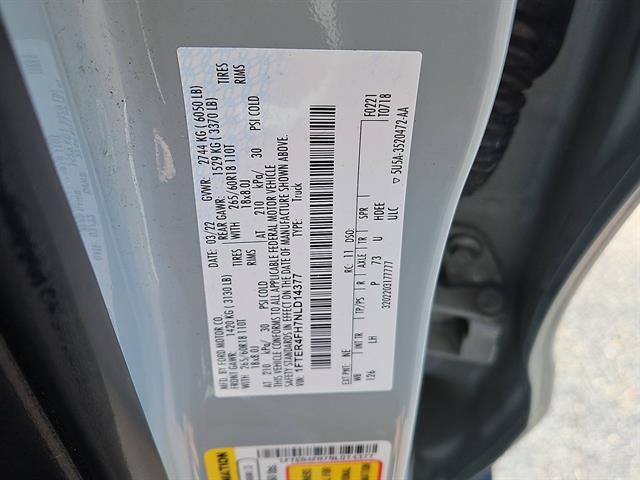 MFD. BY FORD MOTOR CO.
DATE: 03/22 GVWR: 2744 KG ( 6050 LB)
FRONT GAWR: 1420 KG ( 3130 LB) REAR GAWR: 1529 KG ( 3370 LB)
WITH 265/60R18 110T TIRES WITH 265/60R18 110T TIRES
18x8.0J RIMS 18x8.0J RIMS
AT 210 kPa/ 30 PSI COLD AT 210 kPa/ 30 PSI COLD
THIS VEHICLE CONFORMS TO ALL APPLICABLE FEDERAL MOTOR VEHICLE
SAFETY STANDARDS IN EFFECT ON THE DATE OF MANUFACTURE SHOWN ABOVE.
VIN: 1FTER4FH7NLD14377 TYPE: Truck
EXT PNT: NE RC: 11 DSO: F0221
WB INT TR TP/PS R AXLE TR SPR T0718
126 LH P 73 U HDEE
ULC
3202203177777 5U5A-3520472-AA